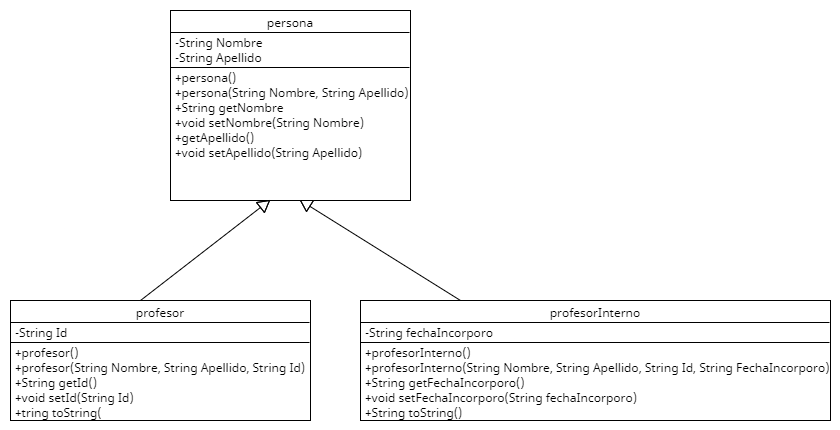 persona
-String Nombre
-String Apellido
+persona()
+persona(String Nombre, String Apellido)
+String getNombre
+void setNombre(String Nombre)
+getApellido()
+void setApellido(String Apellido)
profesor
-String Id
+profesor()
+profesor(String Nombre, String Apellido, String Id)
+String getId()
+void setId(String Id)
+tring toString(
profesorInterno
-String fechaIncorporo
+profesorInterno()
+profesorInterno(String Nombre, String Apellido, String Id, String FechaIncorporo)
+String getFechaIncorporo()
+void setFechaIncorporo(String fechaIncorporo)
+String toString()